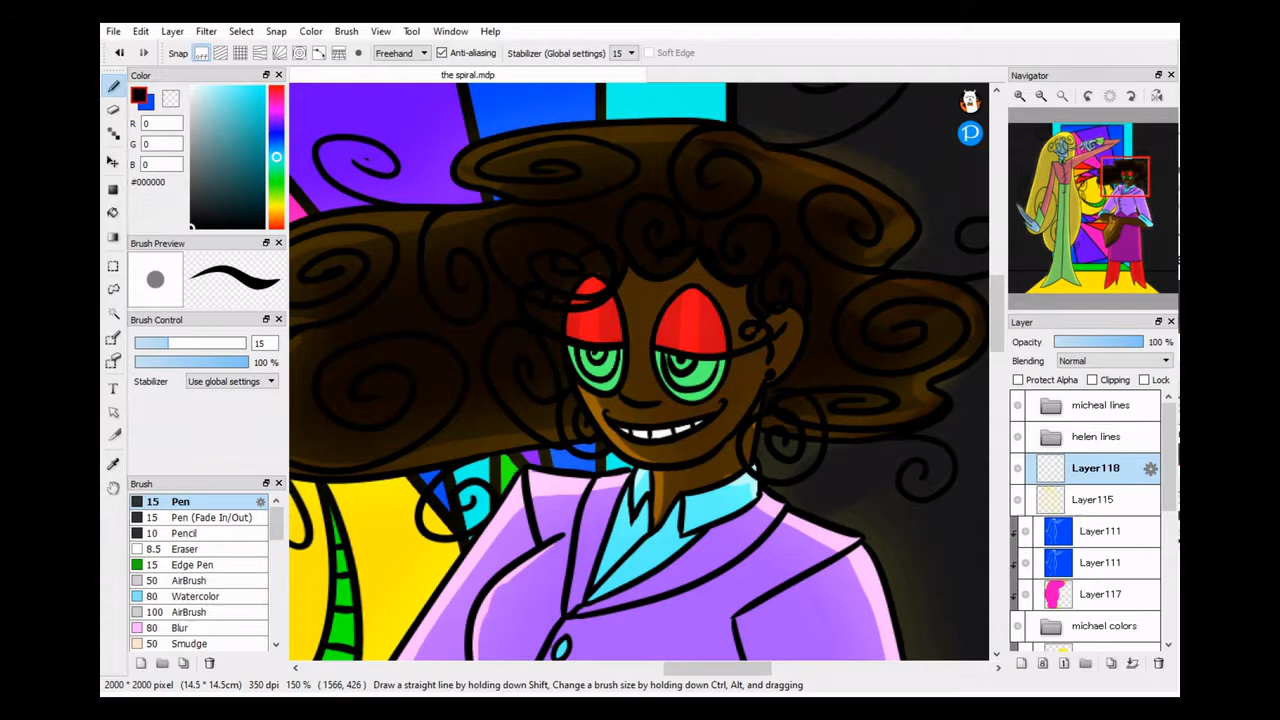 File Edit Layer Filter Select Snap Color Brush View Tool Window Help
Snap off Freehand Anti-aliasing Stabilizer (Global settings) 15 Soft Edge
Color
the spiral.mdp
Navigator
R 0
G 0
B 0
#000000
P
Brush Preview
Brush Control
15
100 %
Stabilizer Use global settings
Layer
Opacity 100 %
Blending Normal
Protect Alpha Clipping Lock
micheal lines
helen lines
Layer118
Layer115
Layer111
Layer111
Layer117
michael colors
Brush
15 Pen
15 Pen (Fade In/Out)
10 Pencil
8.5 Eraser
15 Edge Pen
50 AirBrush
80 Watercolor
100 AirBrush
80 Blur
50 Smudge
2000 * 2000 pixel (14.5 * 14.5cm) 350 dpi 150 % ( 1566, 426 ) Draw a straight line by holding down Shift, Change a brush size by holding down Ctrl, Alt, and dragging